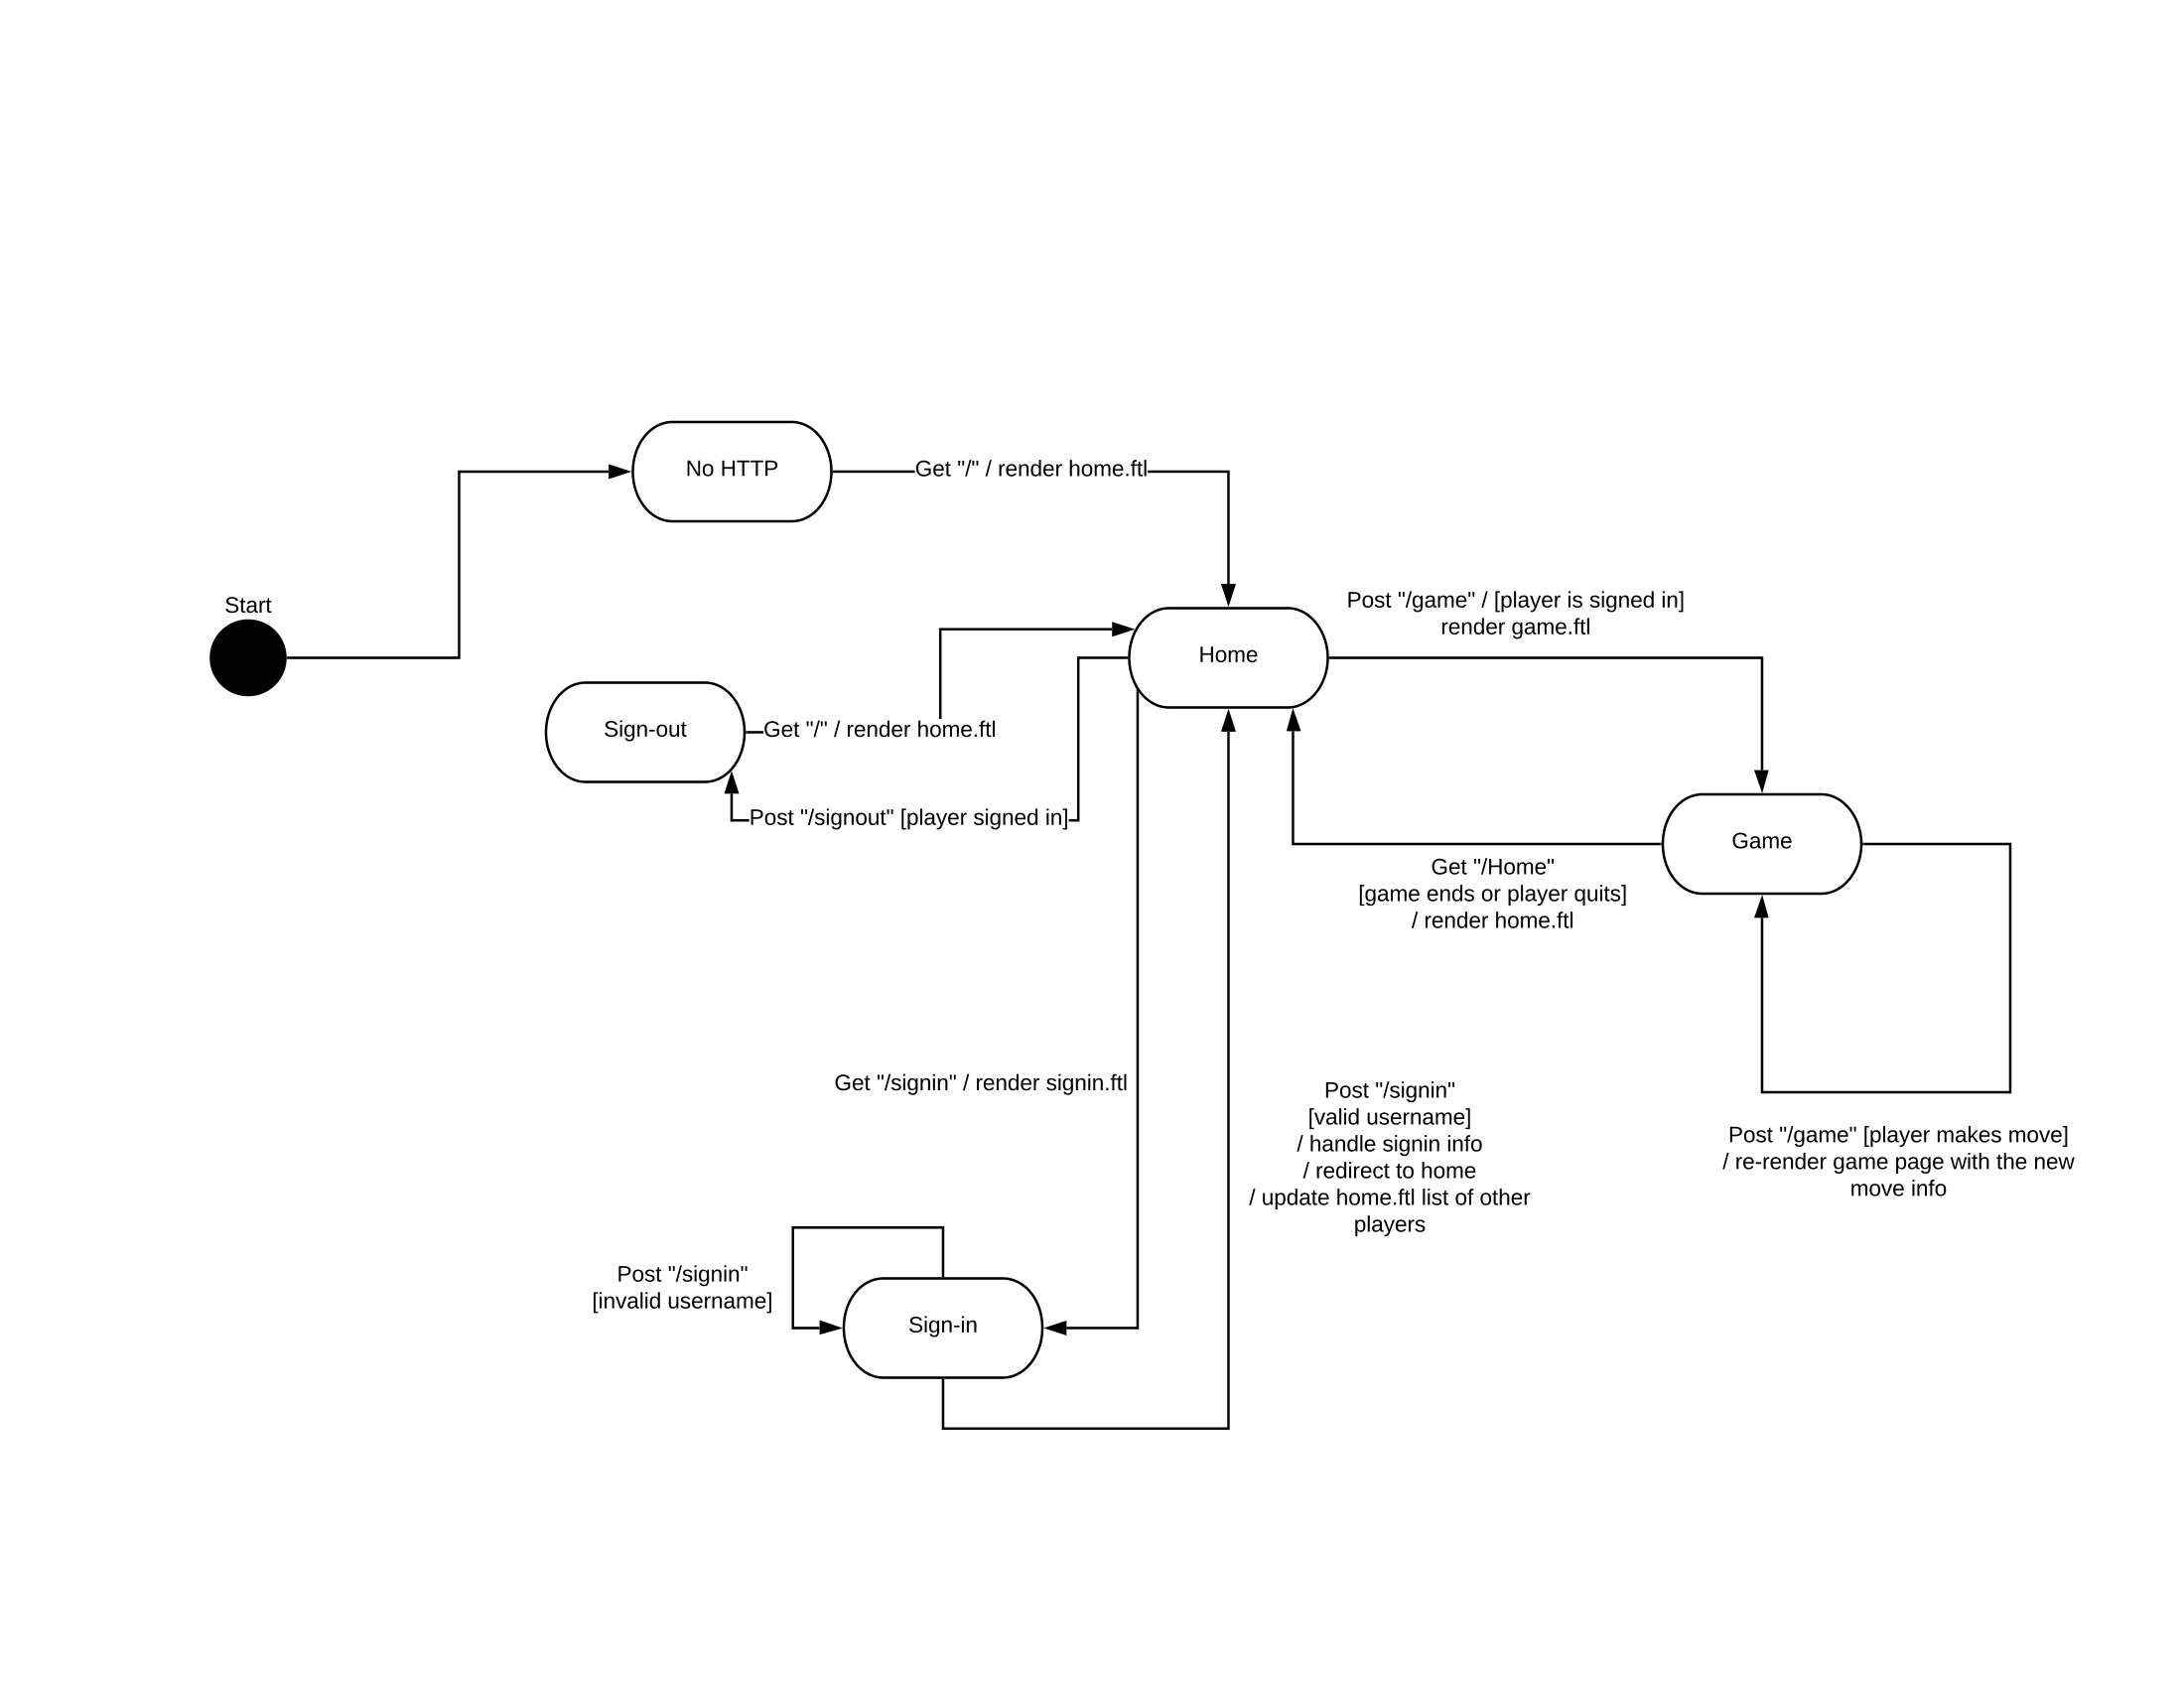 No HTTP
Get "/" / render home.ftl
Start
Post "/game" / [player is signed in]
render game.ftl
Home
Sign-out
Get "/" / render home.ftl
Post "/signout" [player signed in]
Game
Get "/Home"
[game ends or player quits]
/ render home.ftl
Get "/signin" / render signin.ftl
Post "/signin"
[valid username]
/ handle signin info
/ redirect to home
/ update home.ftl list of other
players
Post "/game" [player makes move]
/ re-render game page with the new
move info
Post "/signin"
[invalid username]
Sign-in